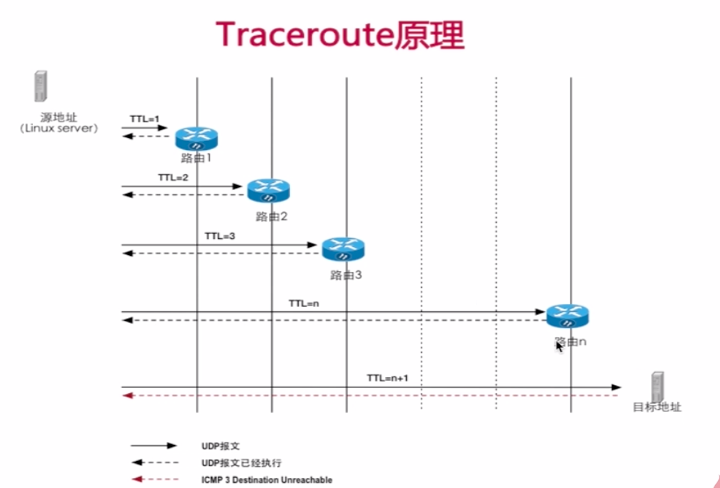 Traceroute原理
源地址
(Linux server)
TTL=1
路由1
TTL=2
路由2
TTL=3
路由3
TTL=n
路由n
TTL=n+1
目标地址
UDP报文
UDP报文已经执行
ICMP 3 Destination Unreachable